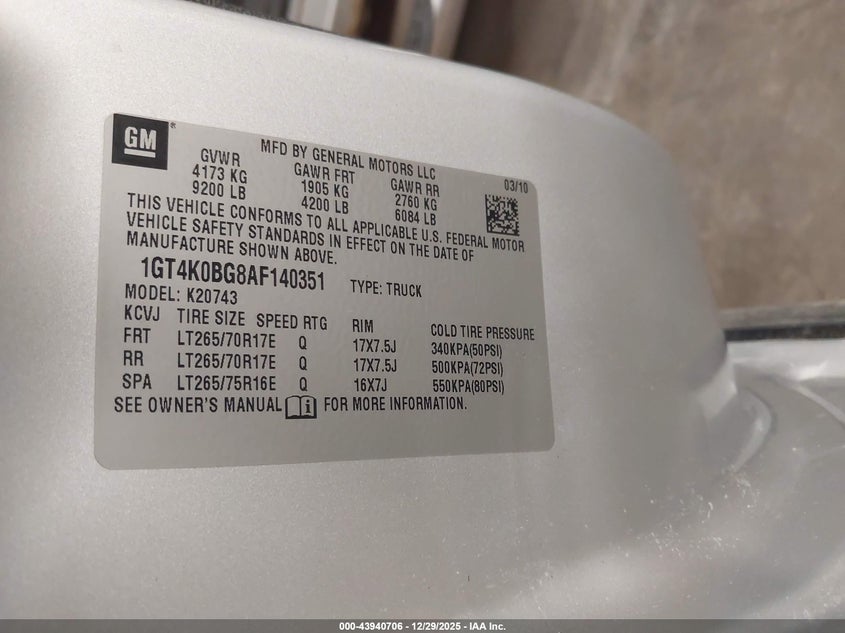 GM
MFD BY GENERAL MOTORS LLC
03/10
GVWR GAWR FRT GAWR RR
4173 KG 1905 KG 2760 KG
9200 LB 4200 LB 6084 LB
THIS VEHICLE CONFORMS TO ALL APPLICABLE U.S. FEDERAL MOTOR
VEHICLE SAFETY STANDARDS IN EFFECT ON THE DATE OF
MANUFACTURE SHOWN ABOVE.
1GT4K0BG8AF140351 TYPE: TRUCK
MODEL: K20743
KCVJ TIRE SIZE SPEED RTG RIM COLD TIRE PRESSURE
FRT LT265/70R17E Q 17X7.5J 340KPA(50PSI)
RR LT265/70R17E Q 17X7.5J 500KPA(72PSI)
SPA LT265/75R16E Q 16X7J 550KPA(80PSI)
SEE OWNER'S MANUAL FOR MORE INFORMATION.
000-43940706 - 12/29/2025 - IAA Inc.